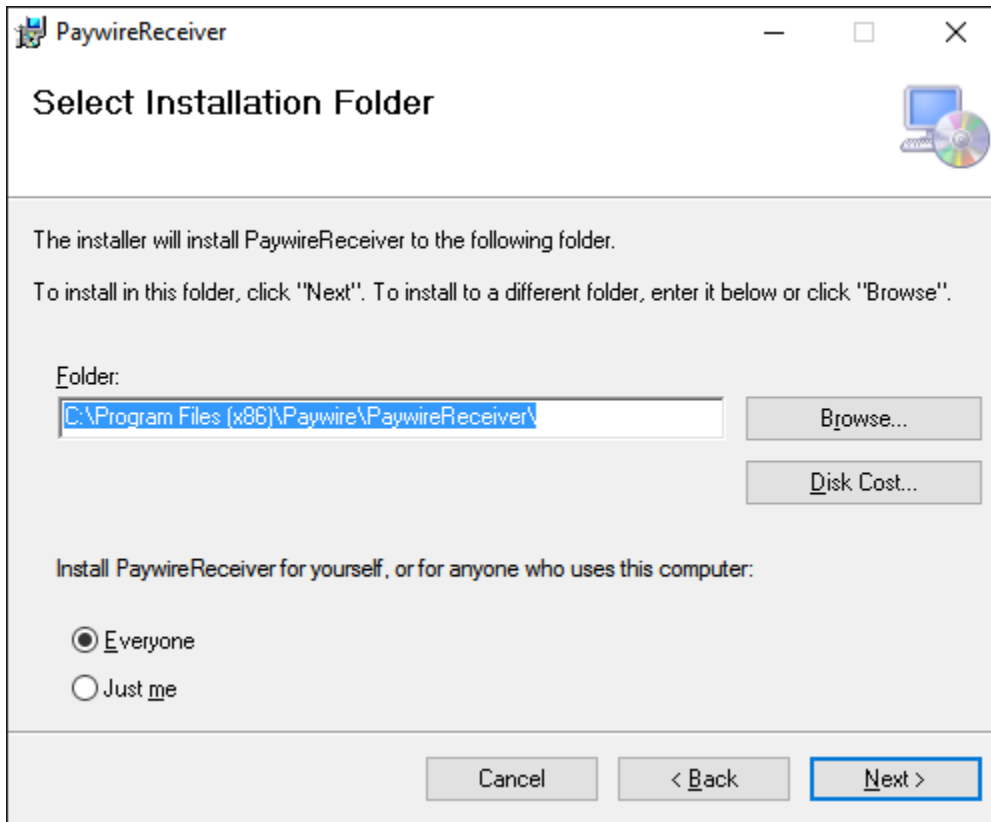 PaywireReceiver
Select Installation Folder
The installer will install PaywireReceiver to the following folder.
To install in this folder, click "Next". To install to a different folder, enter it below or click "Browse".
Folder:
C:\Program Files (x86)\Paywire\PaywireReceiver\
Browse...
Disk Cost...
Install PaywireReceiver for yourself, or for anyone who uses this computer:
Everyone
Just me
Cancel
< Back
Next >